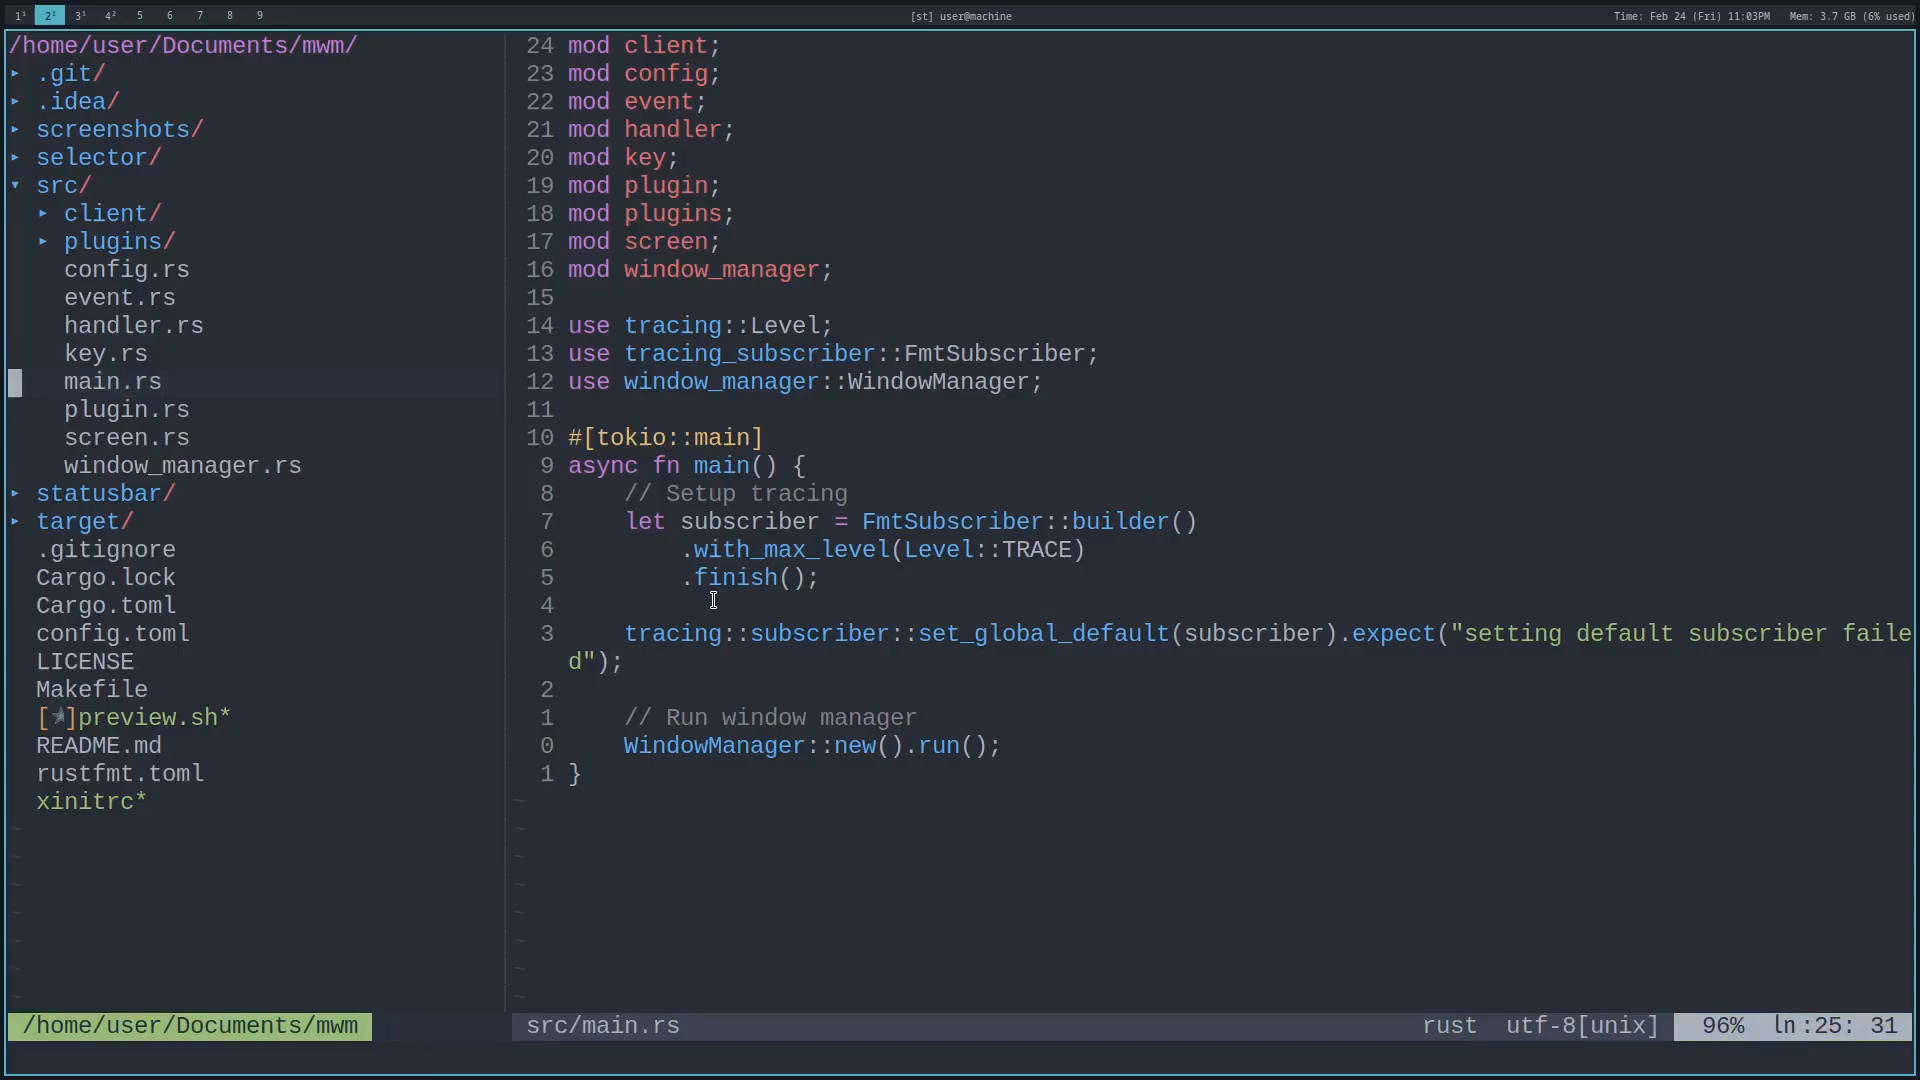 1¹ 2¹ 3¹ 4² 5 6 7 8 9
[st] user@machine
Time: Feb 24 (Fri) 11:03PM Mem: 3.7 GB (6% used)
/home/user/Documents/mwm/
▸ .git/
▸ .idea/
▸ screenshots/
▸ selector/
▾ src/
▸ client/
▸ plugins/
config.rs
event.rs
handler.rs
key.rs
main.rs
plugin.rs
screen.rs
window_manager.rs
▸ statusbar/
▸ target/
.gitignore
Cargo.lock
Cargo.toml
config.toml
LICENSE
Makefile
[★]preview.sh*
README.md
rustfmt.toml
xinitrc*
~
~
~
~
~
~
~
/home/user/Documents/mwm
24 mod client;
23 mod config;
22 mod event;
21 mod handler;
20 mod key;
19 mod plugin;
18 mod plugins;
17 mod screen;
16 mod window_manager;
15
14 use tracing::Level;
13 use tracing_subscriber::FmtSubscriber;
12 use window_manager::WindowManager;
11
10 #[tokio::main]
9 async fn main() {
8     // Setup tracing
7     let subscriber = FmtSubscriber::builder()
6         .with_max_level(Level::TRACE)
5         .finish();
4
3     tracing::subscriber::set_global_default(subscriber).expect("setting default subscriber faile
d");
2
1     // Run window manager
0     WindowManager::new().run();
1 }
~
~
~
~
~
~
~
~
src/main.rs
rust utf-8[unix] 96% ln :25: 31